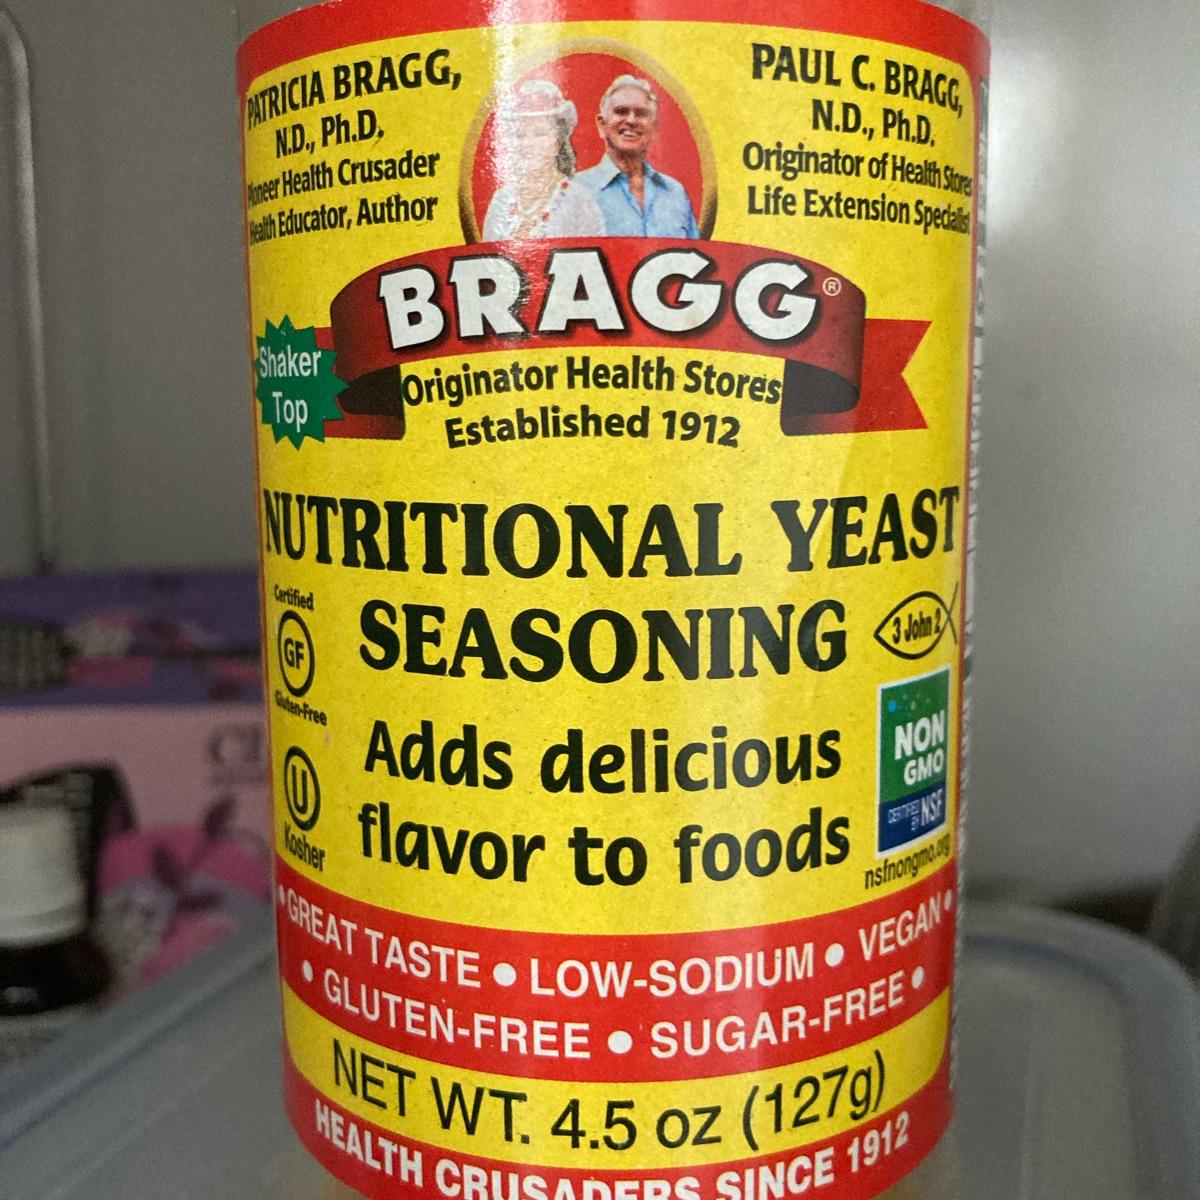 PATRICIA BRAGG,
N.D., Ph.D.
Pioneer Health Crusader
Health Educator, Author
PAUL C. BRAGG,
N.D., Ph.D.
Originator of Health Stores
Life Extension Specialist
BRAGG®
Shaker
Top
Originator Health Stores
Established 1912
NUTRITIONAL YEAST
SEASONING
Certified
GF
Gluten-Free
3 John 2
Adds delicious
flavor to foods
U
Kosher
NON
GMO
CERTIFIED
BY NSF
nsfnongmo.org
•GREAT TASTE • LOW-SODIUM • VEGAN•
• GLUTEN-FREE • SUGAR-FREE •
NET WT. 4.5 oz (127g)
HEALTH CRUSADERS SINCE 1912